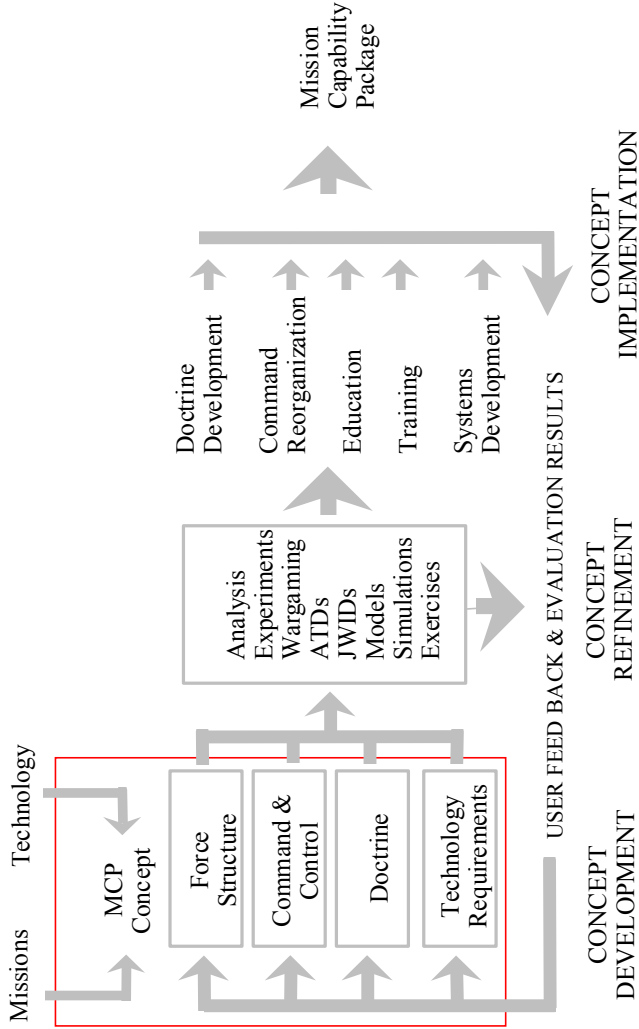 Missions
Technology
MCP
Concept
Force
Structure
Command &
Control
Doctrine
Technology
Requirements
Analysis
Experiments
Wargaming
ATDs
JWIDs
Models
Simulations
Exercises
Doctrine
Development
Command
Reorganization
Education
Training
Systems
Development
Mission
Capability
Package
USER FEED BACK & EVALUATION RESULTS
CONCEPT
DEVELOPMENT
CONCEPT
REFINEMENT
CONCEPT
IMPLEMENTATION